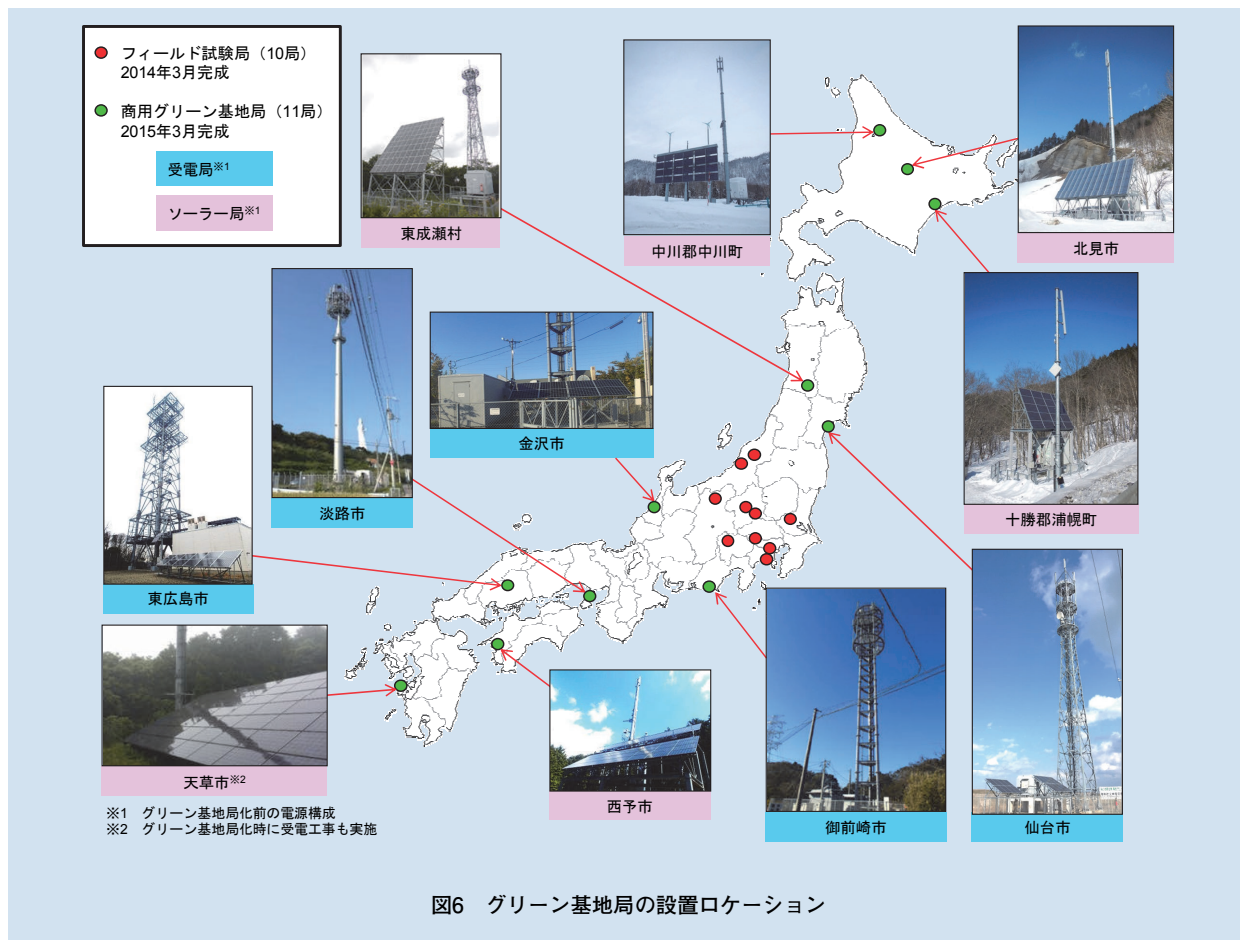 フィールド試験局（10局）
2014年3月完成
商用グリーン基地局（11局）
2015年3月完成
受電局※1
ソーラー局※1
東成瀬村
中川郡中川町
北見市
金沢市
淡路市
十勝郡浦幌町
東広島市
天草市※2
西予市
御前崎市
仙台市
※1　グリーン基地局化前の電源構成
※2　グリーン基地局化時に受電工事も実施
図6　グリーン基地局の設置ロケーション